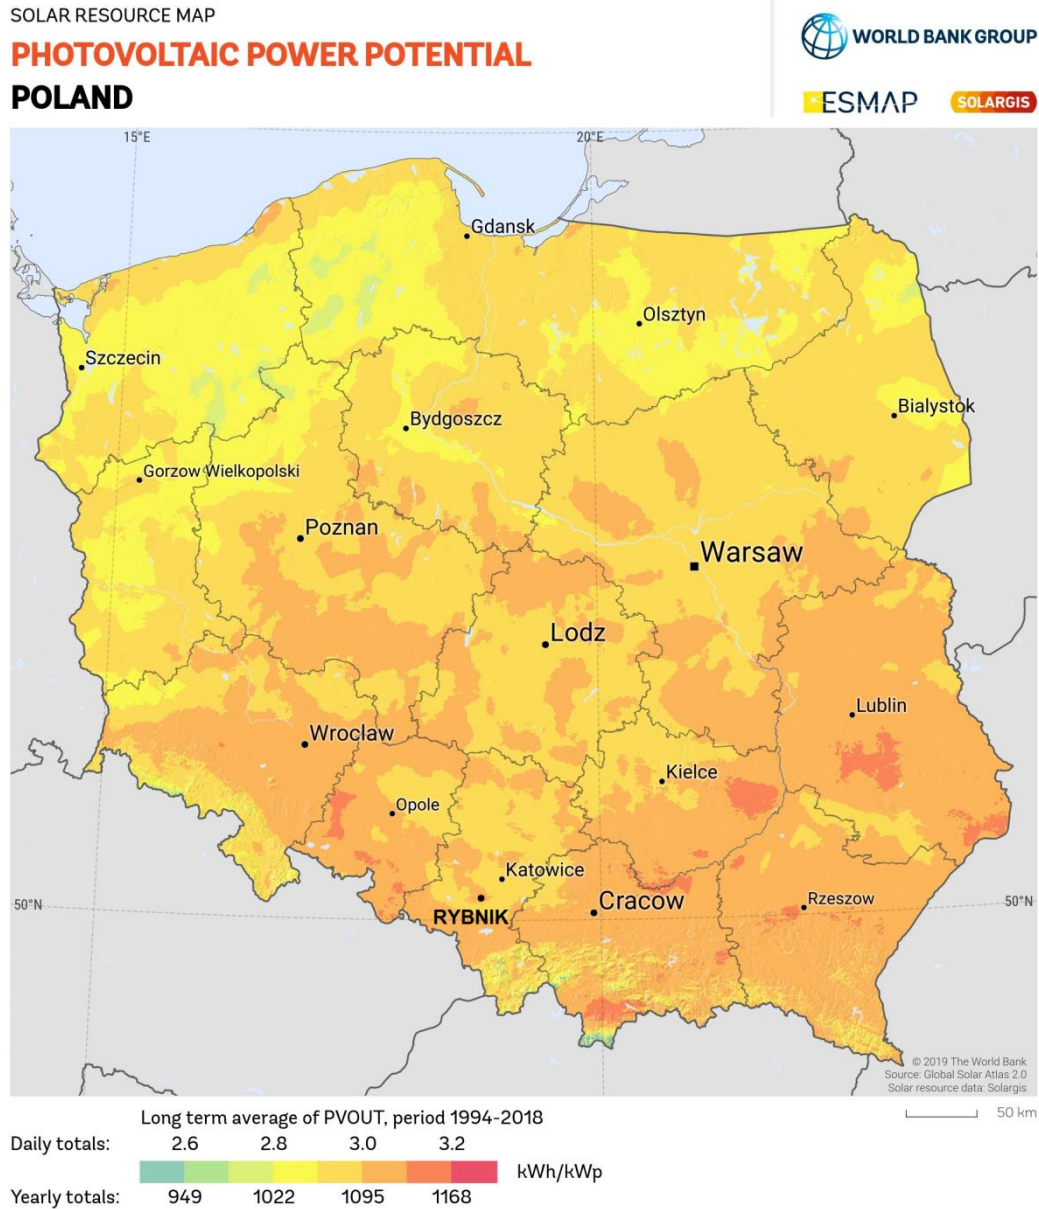 SOLAR RESOURCE MAP
PHOTOVOLTAIC POWER POTENTIAL
POLAND
WORLD BANK GROUP
ESMAP
SOLARGIS
15°E
20°E
Gdansk
Olsztyn
Szczecin
Bialystok
Bydgoszcz
Gorzow Wielkopolski
Poznan
Warsaw
Lodz
Lublin
Wroclaw
Kielce
Opole
Katowice
50°N
Cracow
Rzeszow
50°N
RYBNIK
© 2019 The World Bank
Source: Global Solar Atlas 2.0
Solar resource data: Solargis
Long term average of PVOUT, period 1994-2018
50 km
Daily totals: 2.6 2.8 3.0 3.2
kWh/kWp
Yearly totals: 949 1022 1095 1168